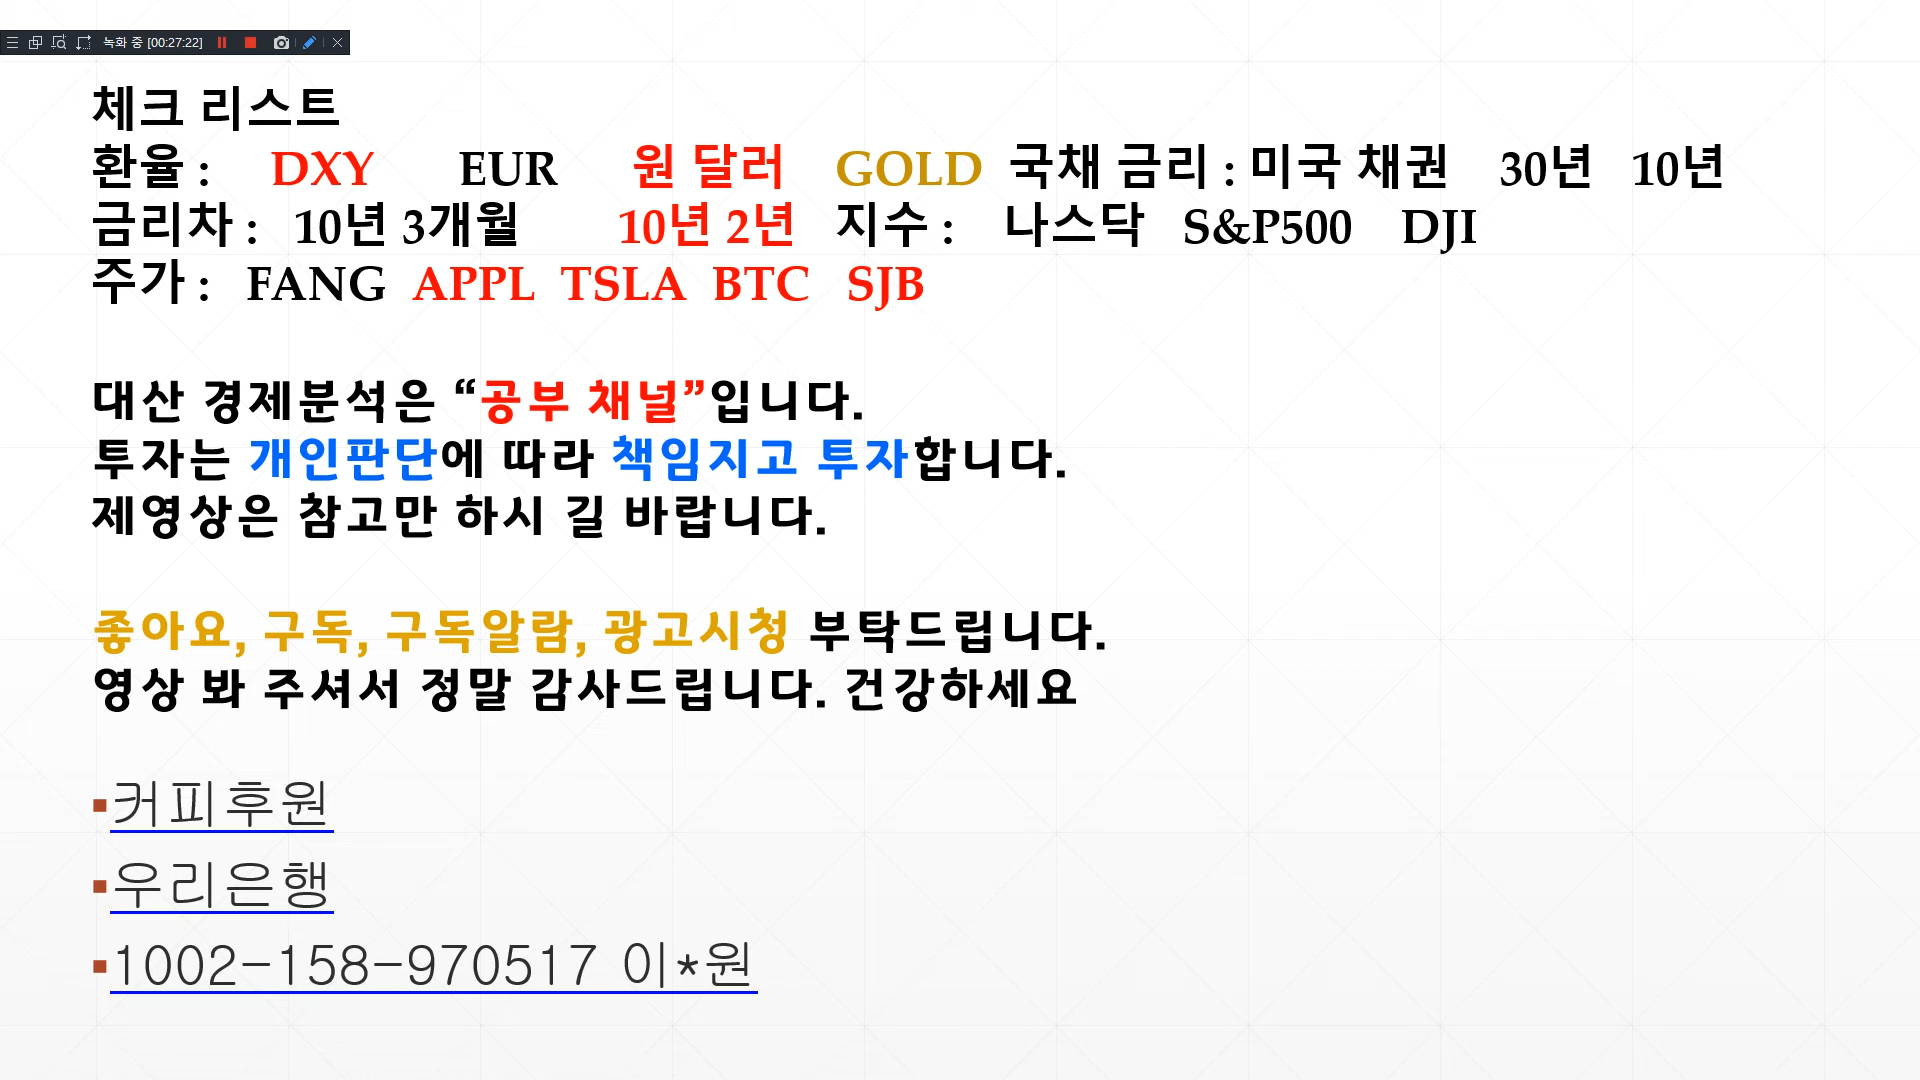 녹화 중 [00:27:22]
체크 리스트
환율 : DXY EUR 원 달러 GOLD 국채 금리 : 미국 채권 30년 10년
금리차 : 10년 3개월 10년 2년 지수 : 나스닥 S&P500 DJI
주가 : FANG APPL TSLA BTC SJB
대산 경제분석은 “공부 채널”입니다.
투자는 개인판단에 따라 책임지고 투자합니다.
제영상은 참고만 하시 길 바랍니다.
좋아요, 구독, 구독알람, 광고시청 부탁드립니다.
영상 봐 주셔서 정말 감사드립니다. 건강하세요
▪커피후원
▪우리은행
▪1002-158-970517 이*원